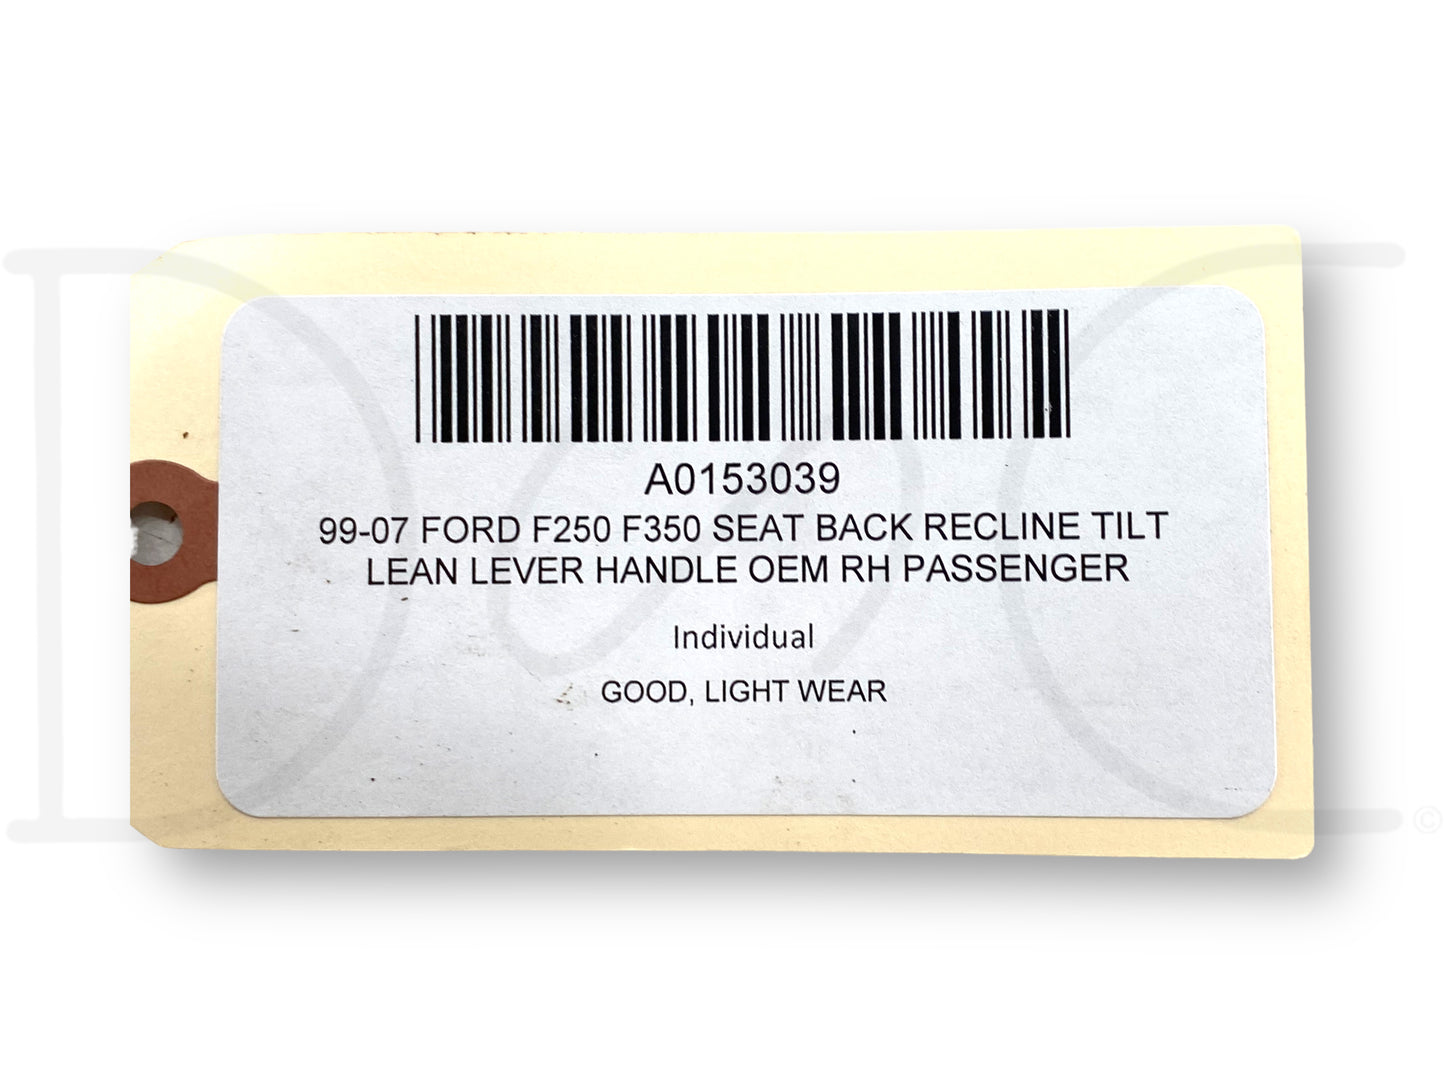 A0153039
99-07 FORD F250 F350 SEAT BACK RECLINE TILT
LEAN LEVER HANDLE OEM RH PASSENGER
Individual
GOOD, LIGHT WEAR
©